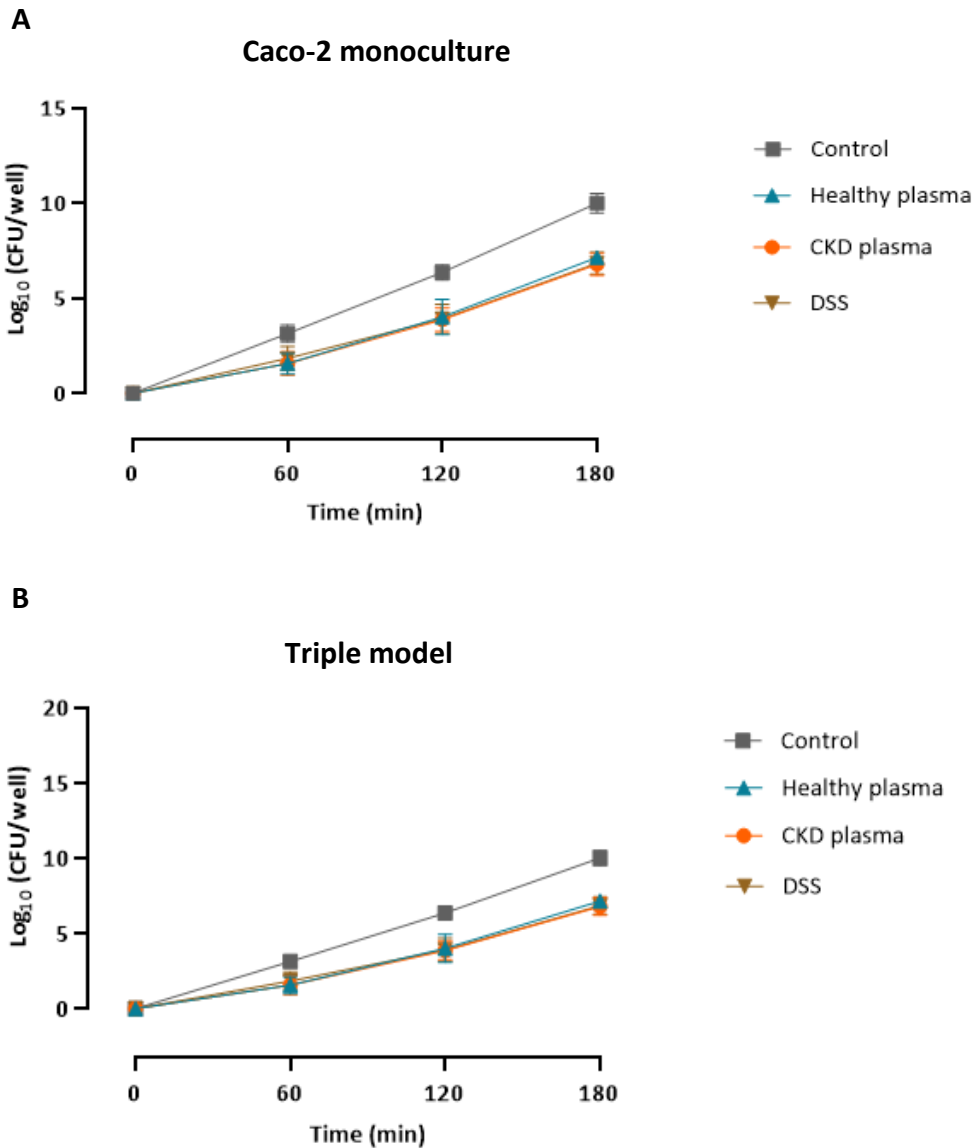 A
Caco-2 monoculture
15
10
5
0
Log10 (CFU/well)
0 60 120 180
Time (min)
Control
Healthy plasma
CKD plasma
DSS
B
Triple model
20
15
10
5
0
Log10 (CFU/well)
0 60 120 180
Time (min)
Control
Healthy plasma
CKD plasma
DSS